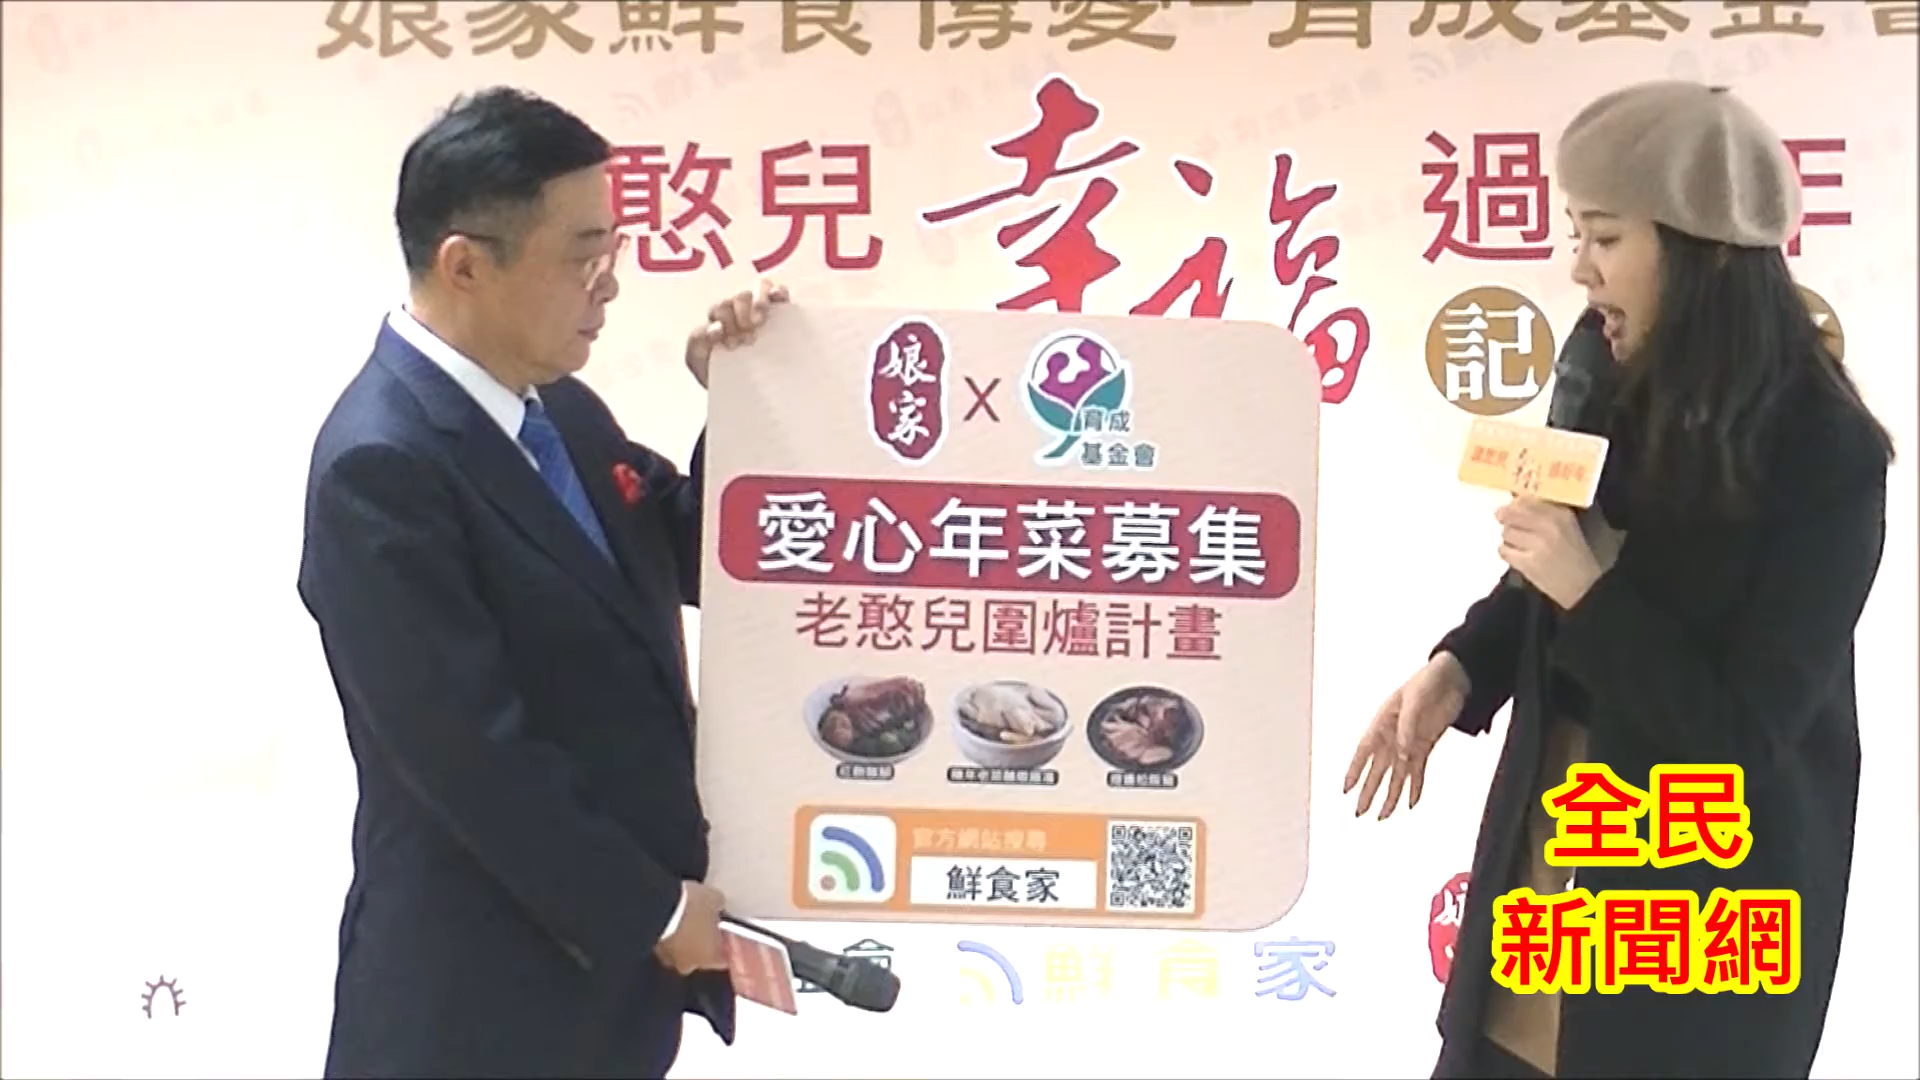 娘家鮮食傳愛-育成基金會
憨兒幸福過年
記
娘家 X 育成
基金會
愛心年菜募集
老憨兒圍爐計畫
官方網站搜尋
鮮食家
鮮食家
全民
新聞網